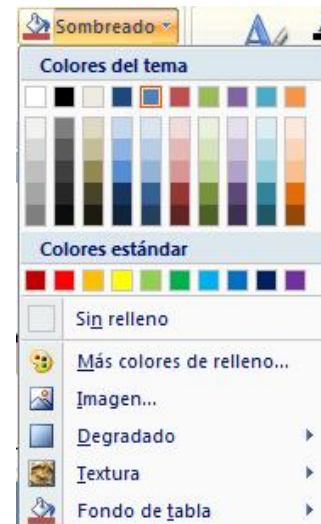 Sombreado
Colores del tema
Colores estándar
Sin relleno
Más colores de relleno...
Imagen...
Degradado
Textura
Fondo de tabla